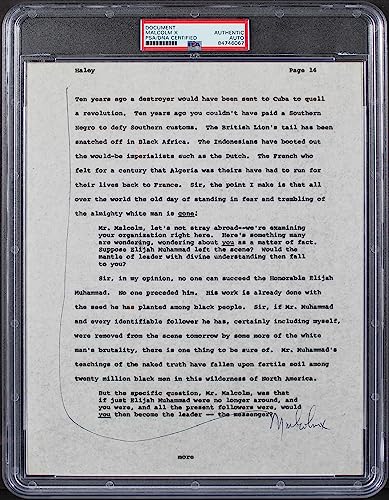 DOCUMENT
MALCOLM X
PSA/DNA CERTIFIED
PSA
AUTHENTIC
AUTO
84746067
Haley Page 14
Ten years ago a destroyer would have been sent to Cuba to quell
a revolution. Ten years ago you couldn't have paid a Southern
Negro to defy Southern customs. The British Lion's tail has been
snatched off in Black Africa. The Indonesians have booted out
the would-be imperialists such as the Dutch. The French who
felt for a century that Algeria was theirs have had to run for
their lives back to France. Sir, the point I make is that all
over the world the old day of standing in fear and trembling of
the almighty white man is gone!
Mr. Malcolm, let's not stray abroad--we're examining
your organization right here. Here's something many
are wondering, wondering about you as a matter of fact.
Suppose Elijah Muhammad left the scene? Would the
mantle of leader with divine understanding then fall
to you?
Sir, in my opinion, no one can succeed the Honorable Elijah
Muhammad. No one preceded him. His work is already done with
the seed he has planted among black people. Sir, if Mr. Muhammad
and every identifiable follower he has, certainly including myself,
were removed from the scene tomorrow by some more of the white
man's brutality, there is one thing to be sure of. Mr. Muhammad's
teachings of the naked truth have fallen upon fertile soil among
twenty million black men in this wilderness of North America.
But the specific question, Mr. Malcolm, was that
if just Elijah Muhammad were no longer around, and
you were, and all the present followers were, would
you then become the leader -- the messenger?
Malcolm X
more